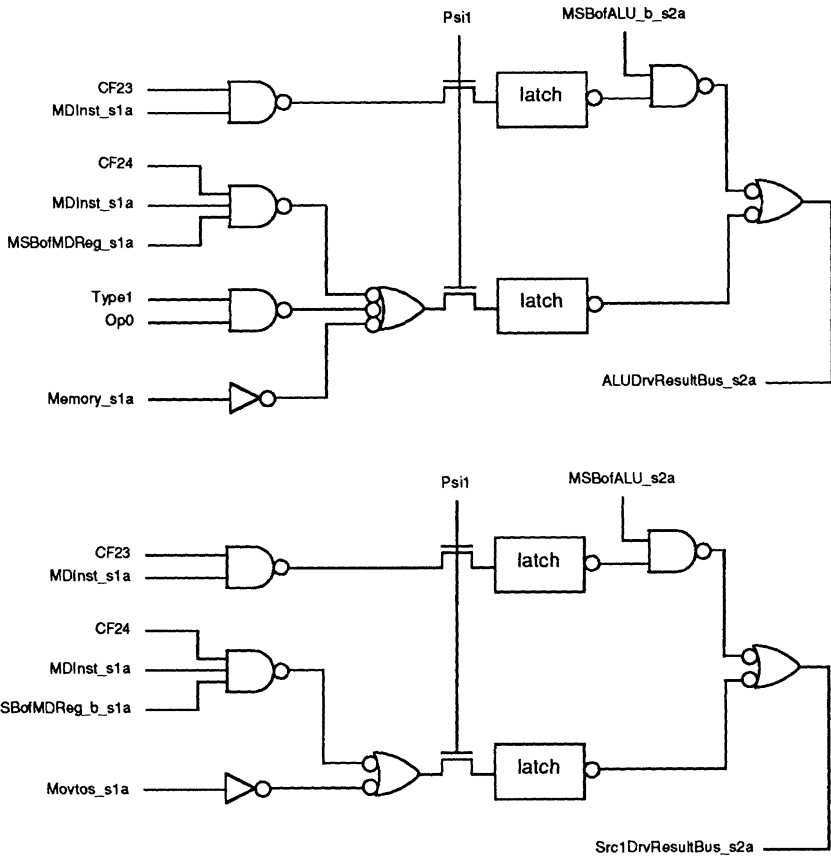 Psi1
MSBofALU_b_s2a
CF23
MDInst_s1a
latch
CF24
MDInst_s1a
MSBofMDReg_s1a
Type1
Op0
latch
Memory_s1a
ALUDrvResultBus_s2a
Psi1
MSBofALU_s2a
CF23
MDInst_s1a
latch
CF24
MDInst_s1a
SBofMDReg_b_s1a
latch
Movtos_s1a
Src1DrvResultBus_s2a